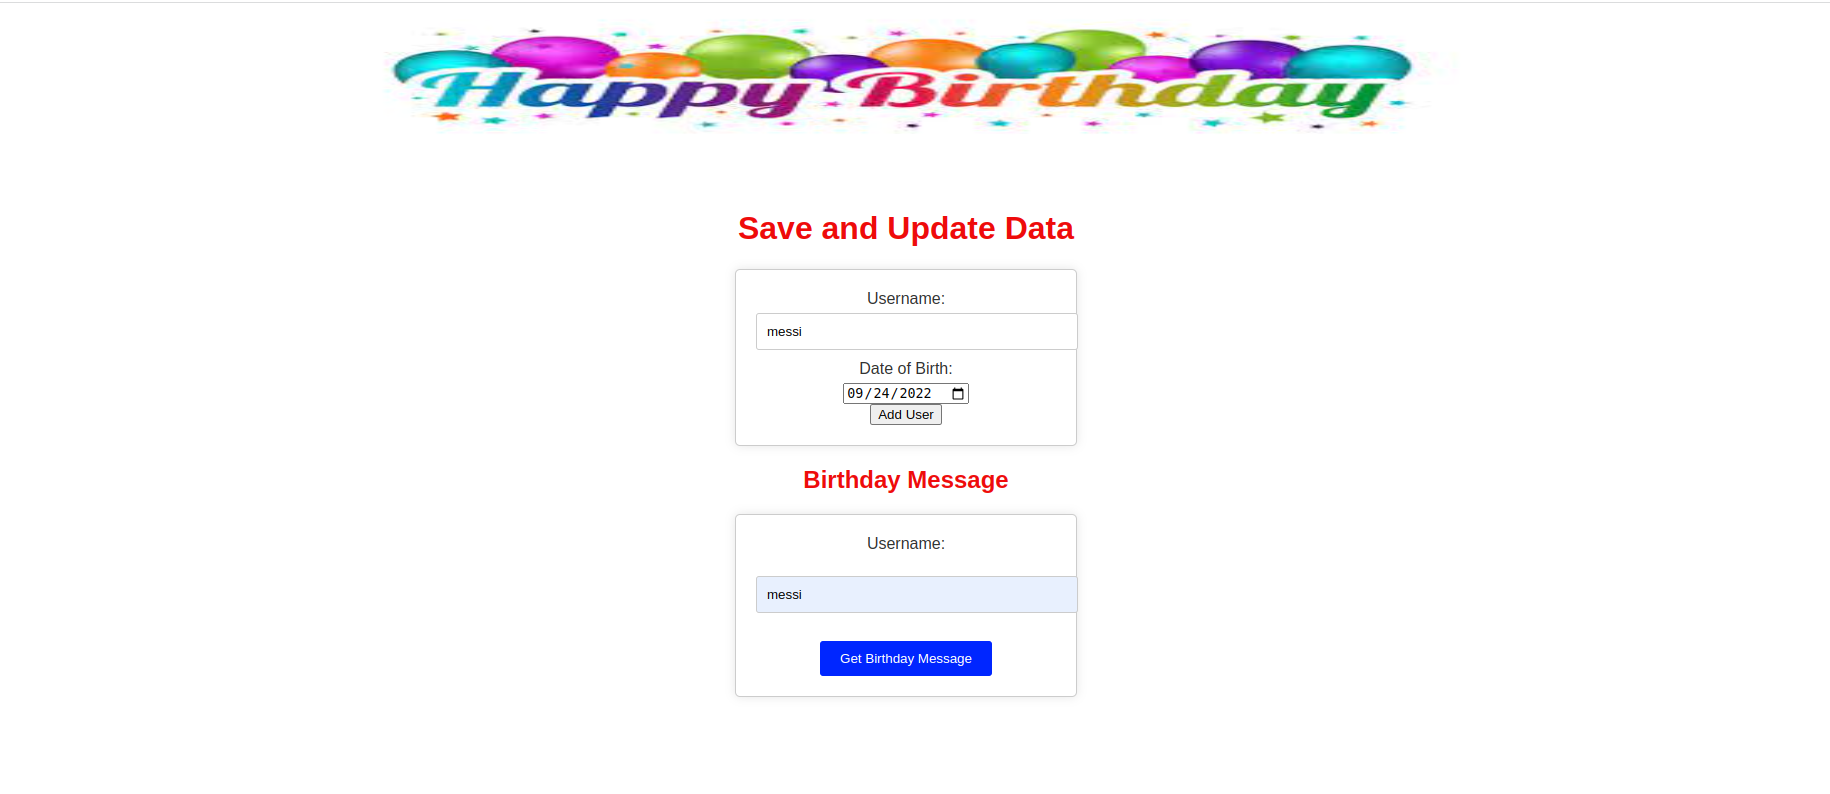 Happy Birthday
Save and Update Data
Username:
messi
Date of Birth:
09/24/2022
Add User
Birthday Message
Username:
messi
Get Birthday Message